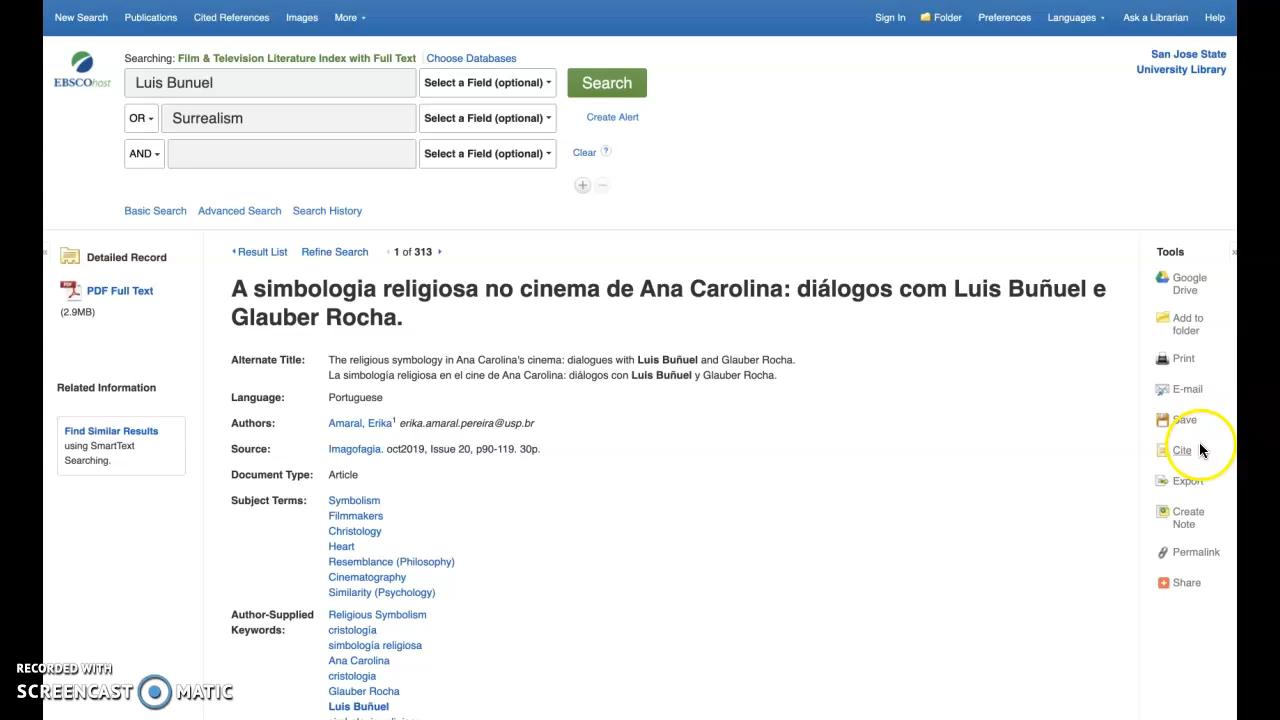 New Search Publications Cited References Images More Sign In Folder Preferences Languages Ask a Librarian Help
EBSCOhost
Searching: Film & Television Literature Index with Full Text Choose Databases
San Jose State
University Library
Luis Bunuel Select a Field (optional) Search
OR Surrealism Select a Field (optional) Create Alert
AND Select a Field (optional) Clear ?
Basic Search Advanced Search Search History
Detailed Record
PDF Full Text
(2.9MB)
Related Information
Find Similar Results
using SmartText
Searching.
Result List Refine Search 1 of 313
A simbologia religiosa no cinema de Ana Carolina: diálogos com Luis Buñuel e
Glauber Rocha.
Alternate Title: The religious symbology in Ana Carolina's cinema: dialogues with Luis Buñuel and Glauber Rocha.
La simbología religiosa en el cine de Ana Carolina: diálogos con Luis Buñuel y Glauber Rocha.
Language: Portuguese
Authors: Amaral, Erika1 erika.amaral.pereira@usp.br
Source: Imagofagia. oct2019, Issue 20, p90-119. 30p.
Document Type: Article
Subject Terms: Symbolism
Filmmakers
Christology
Heart
Resemblance (Philosophy)
Cinematography
Similarity (Psychology)
Author-Supplied Religious Symbolism
Keywords: cristología
simbología religiosa
Ana Carolina
cristologia
Glauber Rocha
Luis Buñuel
Tools
Google
Drive
Add to
folder
Print
E-mail
Save
Cite
Export
Create
Note
Permalink
Share
RECORDED WITH
SCREENCAST MATIC